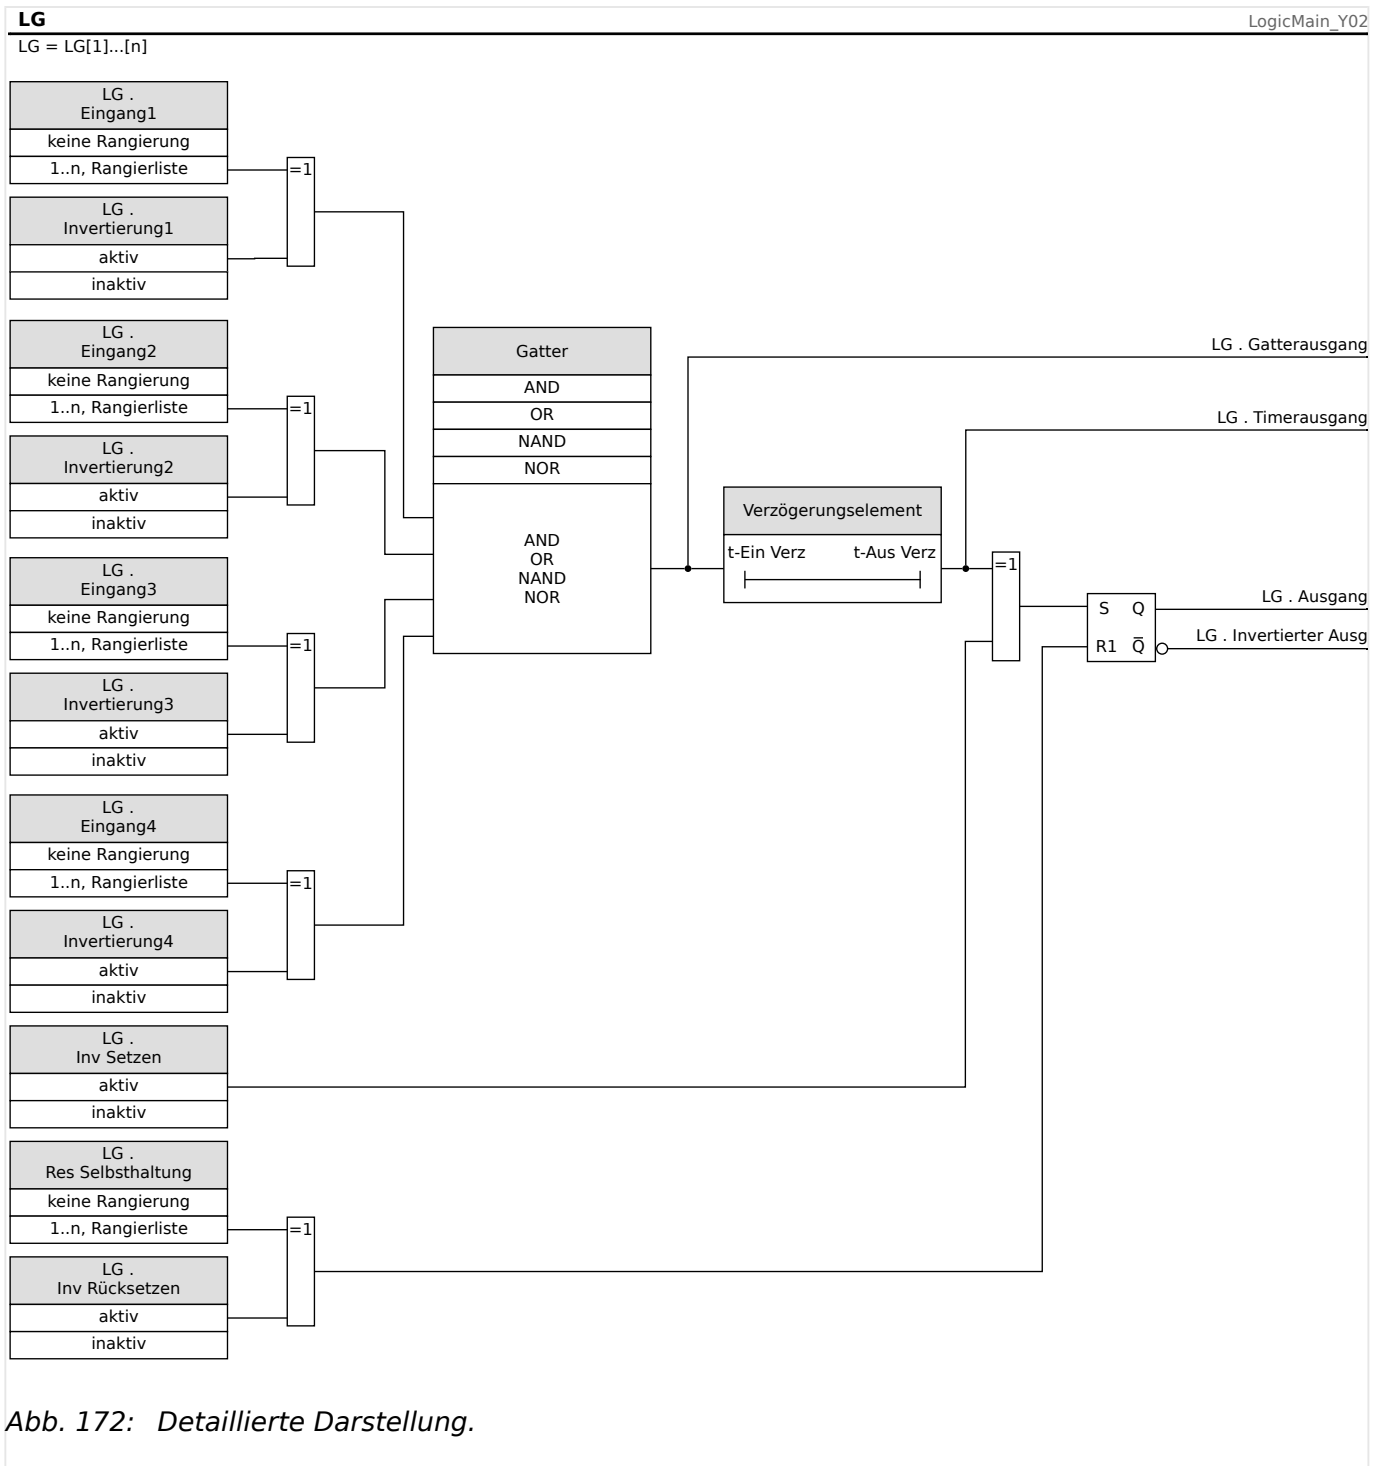 LG
LogicMain_Y02
LG = LG[1]...[n]
LG .
Eingang1
keine Rangierung
1..n, Rangierliste
=1
LG .
Invertierung1
aktiv
inaktiv
LG .
Eingang2
keine Rangierung
1..n, Rangierliste
=1
LG .
Invertierung2
aktiv
inaktiv
LG .
Eingang3
keine Rangierung
1..n, Rangierliste
=1
LG .
Invertierung3
aktiv
inaktiv
LG .
Eingang4
keine Rangierung
1..n, Rangierliste
=1
LG .
Invertierung4
aktiv
inaktiv
LG .
Inv Setzen
aktiv
inaktiv
LG .
Res Selbsthaltung
keine Rangierung
1..n, Rangierliste
=1
LG .
Inv Rücksetzen
aktiv
inaktiv
Gatter
AND
OR
NAND
NOR
AND
OR
NAND
NOR
Verzögerungselement
t-Ein Verz t-Aus Verz
=1
S Q
R1 Q̅
LG . Gatterausgang
LG . Timerausgang
LG . Ausgang
LG . Invertierter Ausg
Abb. 172: Detaillierte Darstellung.